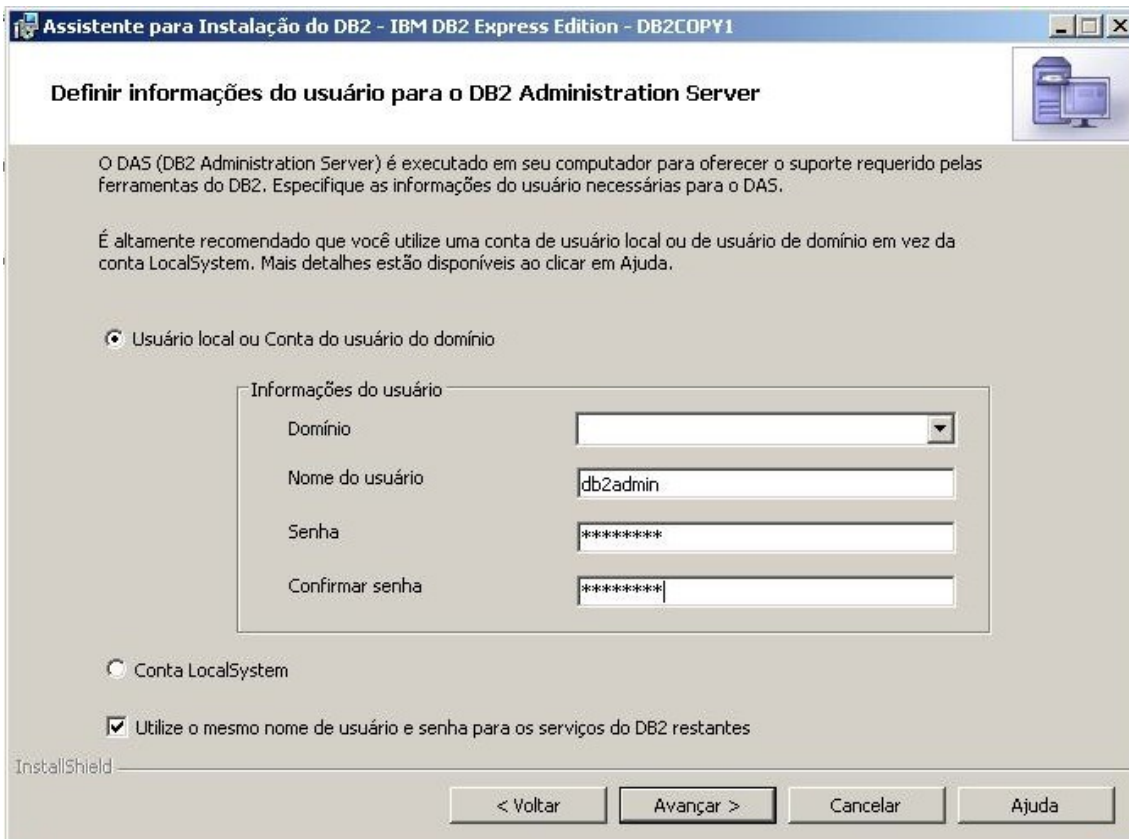 Assistente para Instalação do DB2 - IBM DB2 Express Edition - DB2COPY1
Definir informações do usuário para o DB2 Administration Server
O DAS (DB2 Administration Server) é executado em seu computador para oferecer o suporte requerido pelas
ferramentas do DB2. Especifique as informações do usuário necessárias para o DAS.
É altamente recomendado que você utilize uma conta de usuário local ou de usuário de domínio em vez da
conta LocalSystem. Mais detalhes estão disponíveis ao clicar em Ajuda.
Usuário local ou Conta do usuário do domínio
Informações do usuário
Domínio
Nome do usuário db2admin
Senha ********
Confirmar senha ********
Conta LocalSystem
Utilize o mesmo nome de usuário e senha para os serviços do DB2 restantes
InstallShield
< Voltar Avançar > Cancelar Ajuda